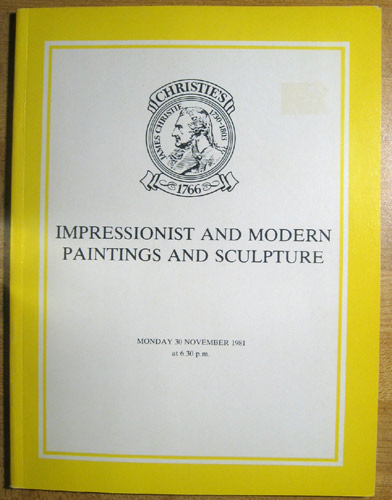 CHRISTIE'S
JAMES CHRISTIE
1730-1803
1766
IMPRESSIONIST AND MODERN
PAINTINGS AND SCULPTURE
MONDAY 30 NOVEMBER 1981
at 6.30 p.m.